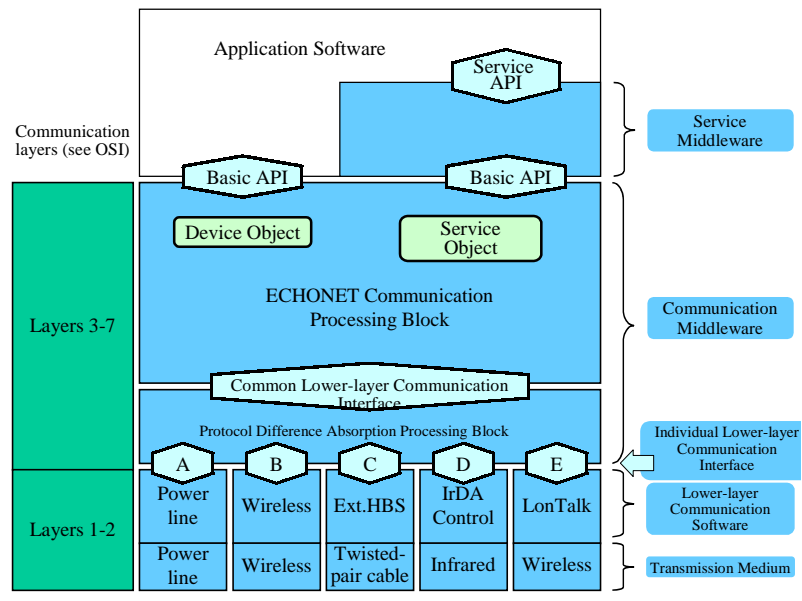 Application Software
Service
API
Communication
layers (see OSI)
Service
Middleware
Basic API
Basic API
Device Object
Service
Object
ECHONET Communication
Processing Block
Layers 3-7
Communication
Middleware
Common Lower-layer Communication
Interface
Protocol Difference Absorption Processing Block
Individual Lower-layer
Communication
Interface
A
B
C
D
E
Power
line
Wireless
Ext.HBS
IrDA
Control
LonTalk
Lower-layer
Communication
Software
Layers 1-2
Power
line
Wireless
Twisted-
pair cable
Infrared
Wireless
Transmission Medium